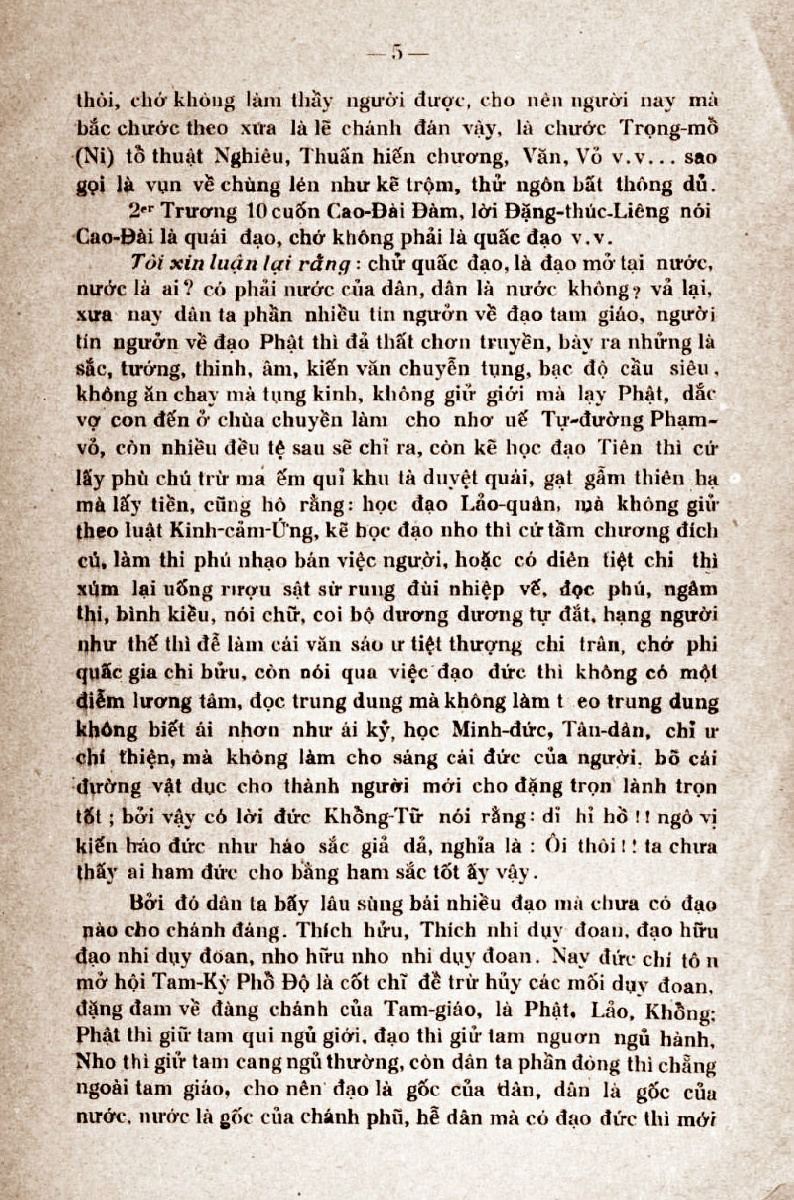 — 5 —
thòi, chớ không làm thầy người được, cho nên người nay mà
bắc chước theo xưa là lẽ chánh đán vậy, là chước Trọng-mồ
(Ni) tổ thuật Nghiêu, Thuấn hiến chương, Văn, Vỏ v.v... sao
gọi là vụn về chùng lén như kẽ trộm, thử ngôn bất thông dủ.
2er Trương 10 cuốn Cao-Đài Đàm, lời Đặng-thúc-Liêng nói
Cao-Đài là quái đạo, chớ không phải là quấc đạo v.v.
Tôi xin luận lại rằng : chử quấc đạo, là đạo mở tại nước,
nước là ai? có phải nước của dân, dân là nước không? vả lại,
xưa nay dân ta phần nhiều tin ngưởn về đạo tam giáo, người
tín ngưởn về đạo Phật thì đả thất chơn truyền, bày ra những là
sắc, tướng, thinh, âm, kiến văn chuyễn tụng, bạc độ cầu siêu,
không ăn chay mà tụng kinh, không giử giới mà lạy Phật, dắc
vợ con đến ở chùa chuyền làm cho nhơ uế Tự-đường Phạm-
vỏ, còn nhiều đều tệ sau sẽ chỉ ra, còn kẽ học đạo Tiên thì cứ
lấy phù chú trừ ma ếm quỉ khu tà duyệt quái, gạt gẫm thiên hạ
mà lấy tiền, cũng hô rằng: học đạo Lảo-quân, mà không giử
theo luật Kinh-cảm-Ứng, kẽ học đạo nho thì cứ tầm chương đích
cú, làm thi phú nhạo bán việc người, hoặc có diên tiệt chi thì
xúm lại uống rượu sật sừ rung đùi nhiệp vế, đọc phú, ngâm
thi, bình kiều, nói chữ, coi bộ dương dương tự đắt, hạng người
như thế thì để làm cái văn sáo ư tiệt thượng chi trân, chớ phi
quấc gia chi bửu, còn nói qua việc đạo đức thì không có một
điểm lương tâm, đọc trung dung mà không làm t eo trung dung
không biết ái nhơn như ái kỷ, học Minh-đức, Tân-dân, chỉ ư
chí thiện, mà không làm cho sáng cái đức của người, bõ cái
đường vật dục cho thành người mới cho đặng trọn lành trọn
tốt ; bởi vậy có lời đức Khồng-Tử nói rằng: dỉ hỉ hồ !! ngô vị
kiến háo đức như háo sắc giả dả, nghĩa là : Ôi thôi!! ta chưa
thấy ai ham đức cho bằng ham sắc tốt ấy vậy.
Bởi đó dân ta bấy lâu sùng bái nhiều đạo mà chưa có đạo
nào cho chánh đáng. Thích hửu, Thích nhi dụy đoan, đạo hữu
đạo nhi dụy đoan, nho hữu nho nhi dụy đoan. Nay đức chí tô n
mở hội Tam-Kỳ Phổ Độ là cốt chĩ để trừ hủy các mối dụy đoan,
đặng đam về đàng chánh của Tam-giáo, là Phật, Lảo, Khổng;
Phật thì giữ tam qui ngủ giới, đạo thì giử tam nguơn ngủ hành,
Nho thì giử tam cang ngủ thường, còn dân ta phần đông thì chẳng
ngoài tam giáo, cho nên đạo là gốc của dân, dân là gốc của
nước, nước là gốc của chánh phũ, hễ dân mà có đạo đức thì mới